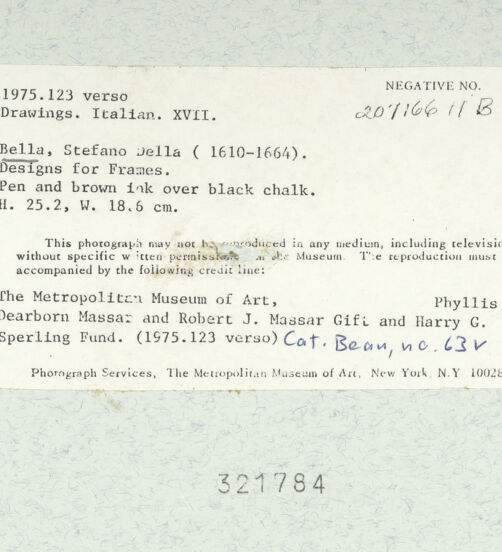 NEGATIVE NO.
207166 11 B
1975.123 verso
Drawings. Italian. XVII.
Bella, Stefano Della ( 1610-1664).
Designs for Frames.
Pen and brown ink over black chalk.
H. 25.2, W. 18.6 cm.
This photograph may not be reproduced in any medium, including televisio
without specific written permission of the Museum. The reproduction must
accompanied by the following credit line:
The Metropolitan Museum of Art, Phyllis
Dearborn Massar and Robert J. Massar Gift and Harry G.
Sperling Fund. (1975.123 verso) Cat. Bean, no. 63v
Photograph Services, The Metropolitan Museum of Art, New York, N.Y 10028
321784